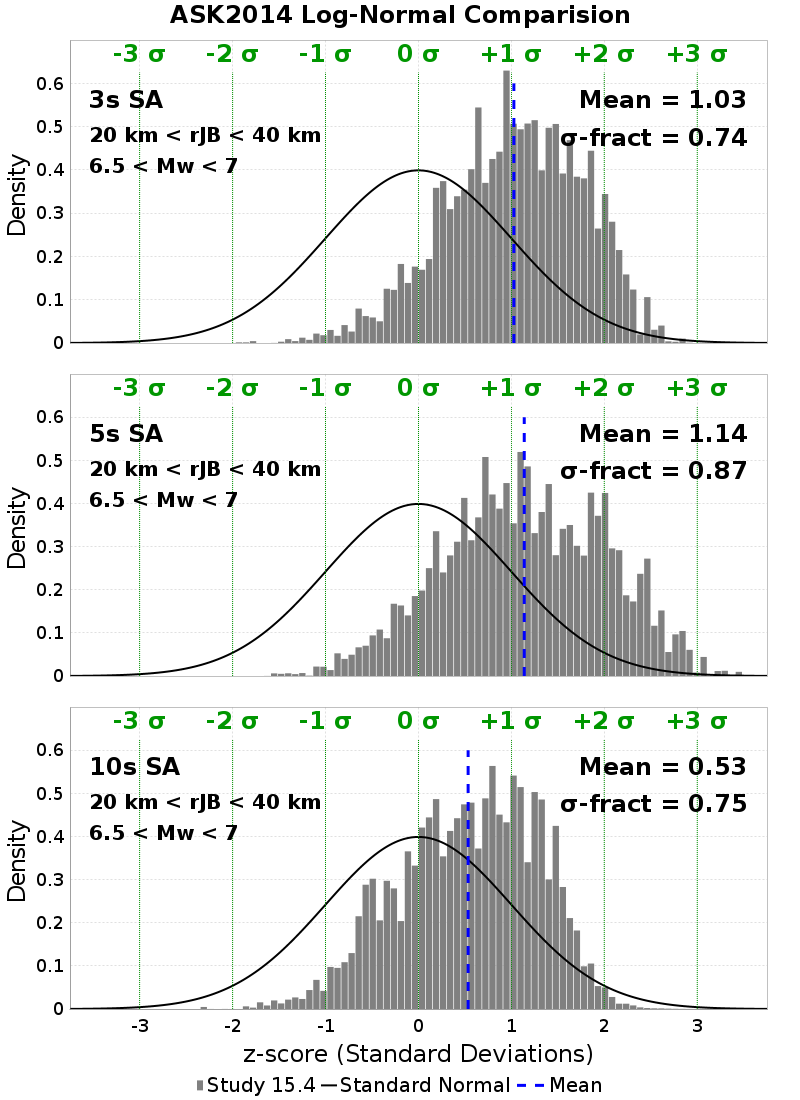 ASK2014 Log-Normal Comparision
-3 σ -2 σ -1 σ 0 σ +1 σ +2 σ +3 σ
3s SA
20 km < rJB < 40 km
6.5 < Mw < 7
Mean = 1.03
σ-fract = 0.74
Density
0.6
0.5
0.4
0.3
0.2
0.1
0
-3 σ -2 σ -1 σ 0 σ +1 σ +2 σ +3 σ
5s SA
20 km < rJB < 40 km
6.5 < Mw < 7
Mean = 1.14
σ-fract = 0.87
Density
0.6
0.5
0.4
0.3
0.2
0.1
0
-3 σ -2 σ -1 σ 0 σ +1 σ +2 σ +3 σ
10s SA
20 km < rJB < 40 km
6.5 < Mw < 7
Mean = 0.53
σ-fract = 0.75
Density
0.6
0.5
0.4
0.3
0.2
0.1
0
-3 -2 -1 0 1 2 3
z-score (Standard Deviations)
Study 15.4 Standard Normal Mean